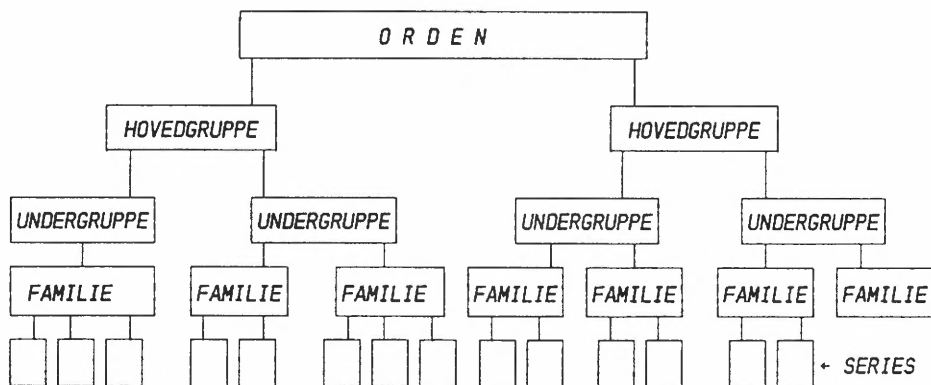 ORDEN
HOVEDGRUPPE HOVEDGRUPPE
UNDERGRUPPE UNDERGRUPPE UNDERGRUPPE UNDERGRUPPE
FAMILIE FAMILIE FAMILIE FAMILIE FAMILIE FAMILIE FAMILIE
← SERIES